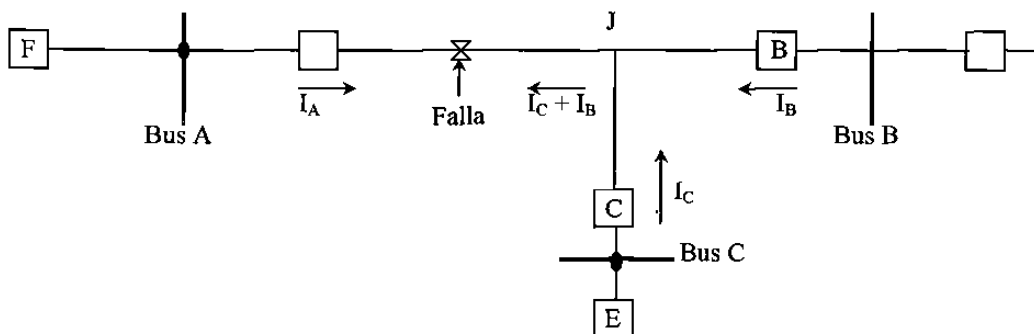 J
F
B
I_A
I_C + I_B
I_B
Falla
Bus A
Bus B
I_C
C
Bus C
E